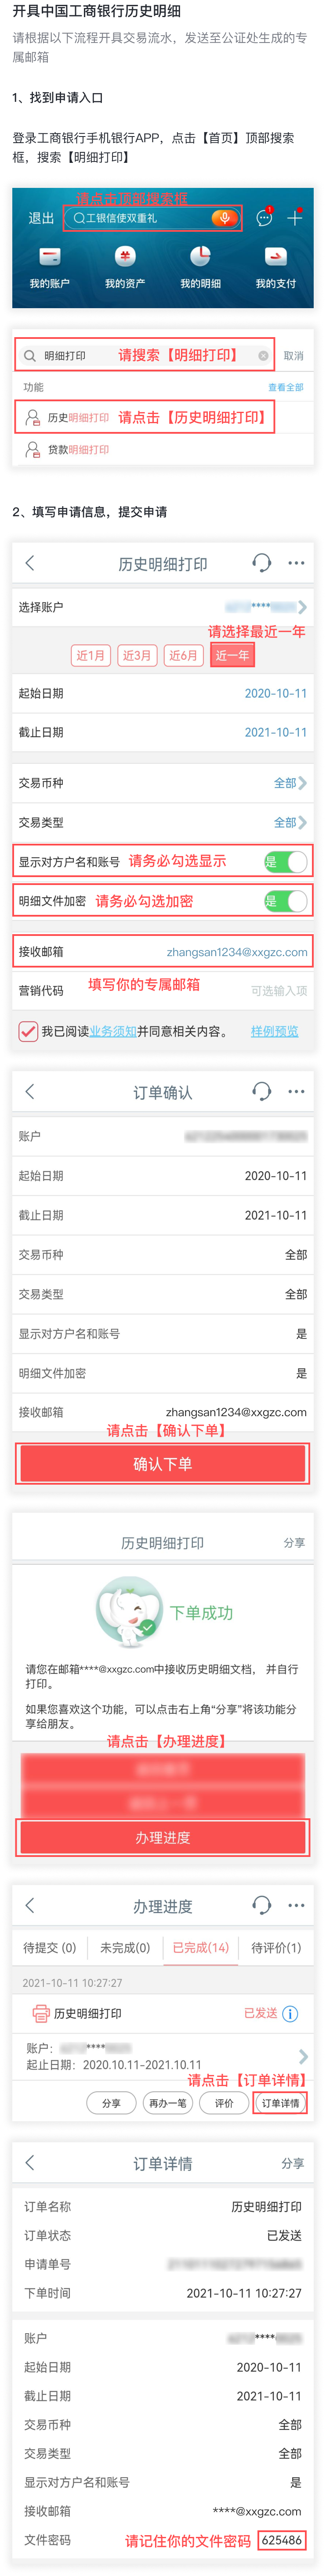 开具中国工商银行历史明细
请根据以下流程开具交易流水，发送至公证处生成的专
属邮箱
1、找到申请入口
登录工商银行手机银行APP，点击【首页】顶部搜索
框，搜索【明细打印】
请点击顶部搜索框
退出
工银信使双重礼
1
我的账户
我的资产
我的明细
我的支付
明细打印
请搜索【明细打印】
取消
功能
查看全部
历史明细打印
请点击【历史明细打印】
贷款明细打印
2、填写申请信息，提交申请
历史明细打印
选择账户
****
请选择最近一年
近1月
近3月
近6月
近一年
起始日期
2020-10-11
截止日期
2021-10-11
交易币种
全部
交易类型
全部
显示对方户名和账号
请务必勾选显示
是
明细文件加密
请务必勾选加密
是
接收邮箱
zhangsan1234@xxgzc.com
营销代码
填写你的专属邮箱
可选输入项
我已阅读业务须知并同意相关内容。
样例预览
订单确认
账户
起始日期
2020-10-11
截止日期
2021-10-11
交易币种
全部
交易类型
全部
显示对方户名和账号
是
明细文件加密
是
接收邮箱
zhangsan1234@xxgzc.com
请点击【确认下单】
确认下单
历史明细打印
分享
下单成功
请您在邮箱****@xxgzc.com中接收历史明细文档，并自行
打印。
如果您喜欢这个功能，可以点击右上角“分享”将该功能分
享给朋友。
请点击【办理进度】
办理进度
办理进度
待提交 (0)
未完成(0)
已完成(14)
待评价(1)
2021-10-11 10:27:27
历史明细打印
已发送
账户：
****
起止日期：2020.10.11-2021.10.11
请点击【订单详情】
分享
再办一笔
评价
订单详情
订单详情
分享
订单名称
历史明细打印
订单状态
已发送
申请单号
下单时间
2021-10-11 10:27:27
账户
****
起始日期
2020-10-11
截止日期
2021-10-11
交易币种
全部
交易类型
全部
显示对方户名和账号
是
接收邮箱
****@xxgzc.com
文件密码
请记住你的文件密码
625486